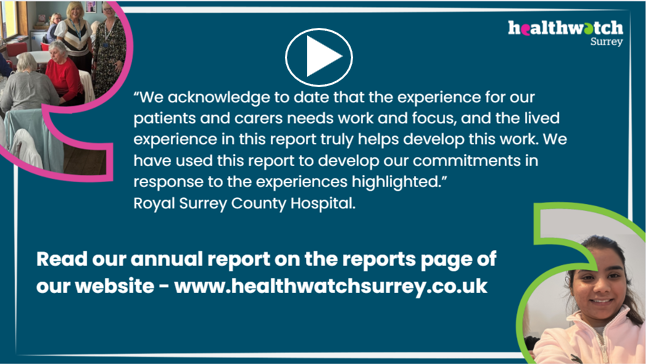 healthwatch
Surrey
“We acknowledge to date that the experience for our
patients and carers needs work and focus, and the lived
experience in this report truly helps develop this work. We
have used this report to develop our commitments in
response to the experiences highlighted.”
Royal Surrey County Hospital.
Read our annual report on the reports page of
our website - www.healthwatchsurrey.co.uk